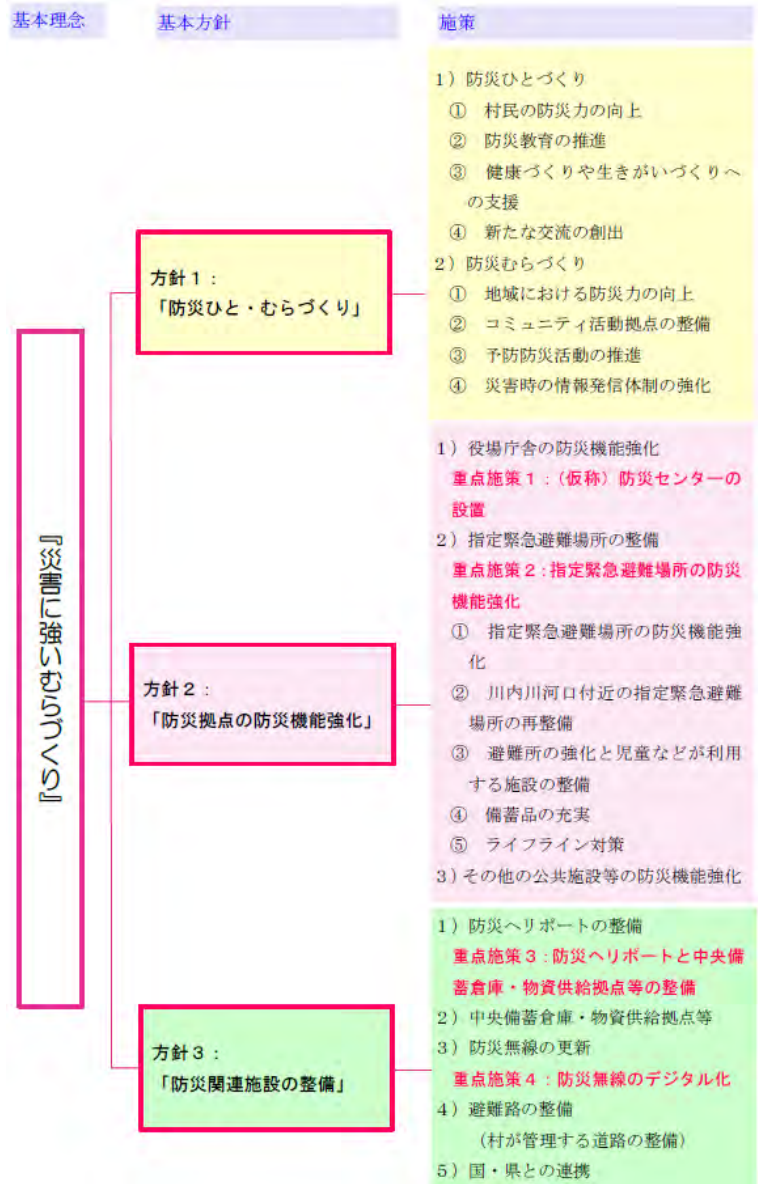 基本理念
基本方針
施策
『災害に強いむらづくり』
方針1：
「防災ひと・むらづくり」
1）防災ひとづくり
① 村民の防災力の向上
② 防災教育の推進
③ 健康づくりや生きがいづくりへ
の支援
④ 新たな交流の創出
2）防災むらづくり
① 地域における防災力の向上
② コミュニティ活動拠点の整備
③ 予防防災活動の推進
④ 災害時の情報発信体制の強化
方針2：
「防災拠点の防災機能強化」
1）役場庁舎の防災機能強化
重点施策1：（仮称）防災センターの
設置
2）指定緊急避難場所の整備
重点施策2：指定緊急避難場所の防災
機能強化
① 指定緊急避難場所の防災機能強
化
② 川内川河口付近の指定緊急避難
場所の再整備
③ 避難所の強化と児童などが利用
する施設の整備
④ 備蓄品の充実
⑤ ライフライン対策
3）その他の公共施設等の防災機能強化
方針3：
「防災関連施設の整備」
1）防災ヘリポートの整備
重点施策3：防災ヘリポートと中央備
蓄倉庫・物資供給拠点等の整備
2）中央備蓄倉庫・物資供給拠点等
3）防災無線の更新
重点施策4：防災無線のデジタル化
4）避難路の整備
（村が管理する道路の整備）
5）国・県との連携